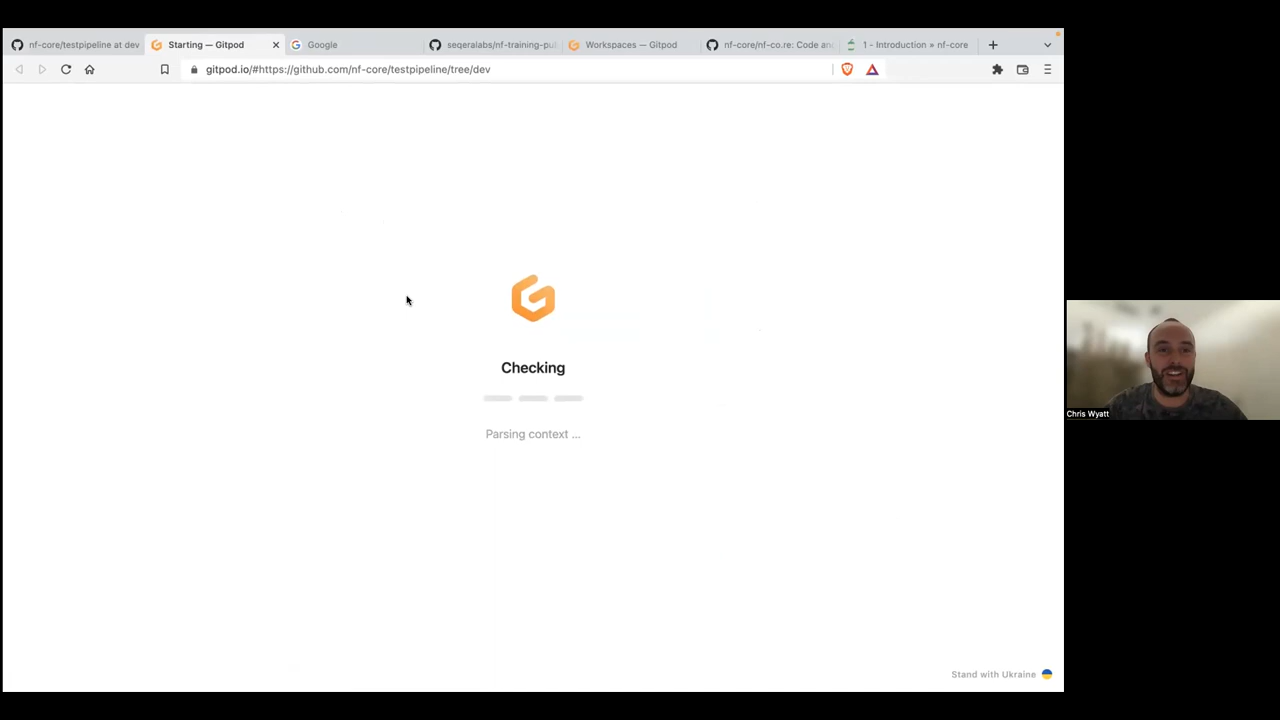 nf-core/testpipeline at dev
Starting — Gitpod
Google
seqeralabs/nf-training-pu
Workspaces — Gitpod
nf-core/nf-co.re: Code an
1 - Introduction » nf-core
gitpod.io/#https://github.com/nf-core/testpipeline/tree/dev
Checking
Parsing context ...
Chris Wyatt
Stand with Ukraine